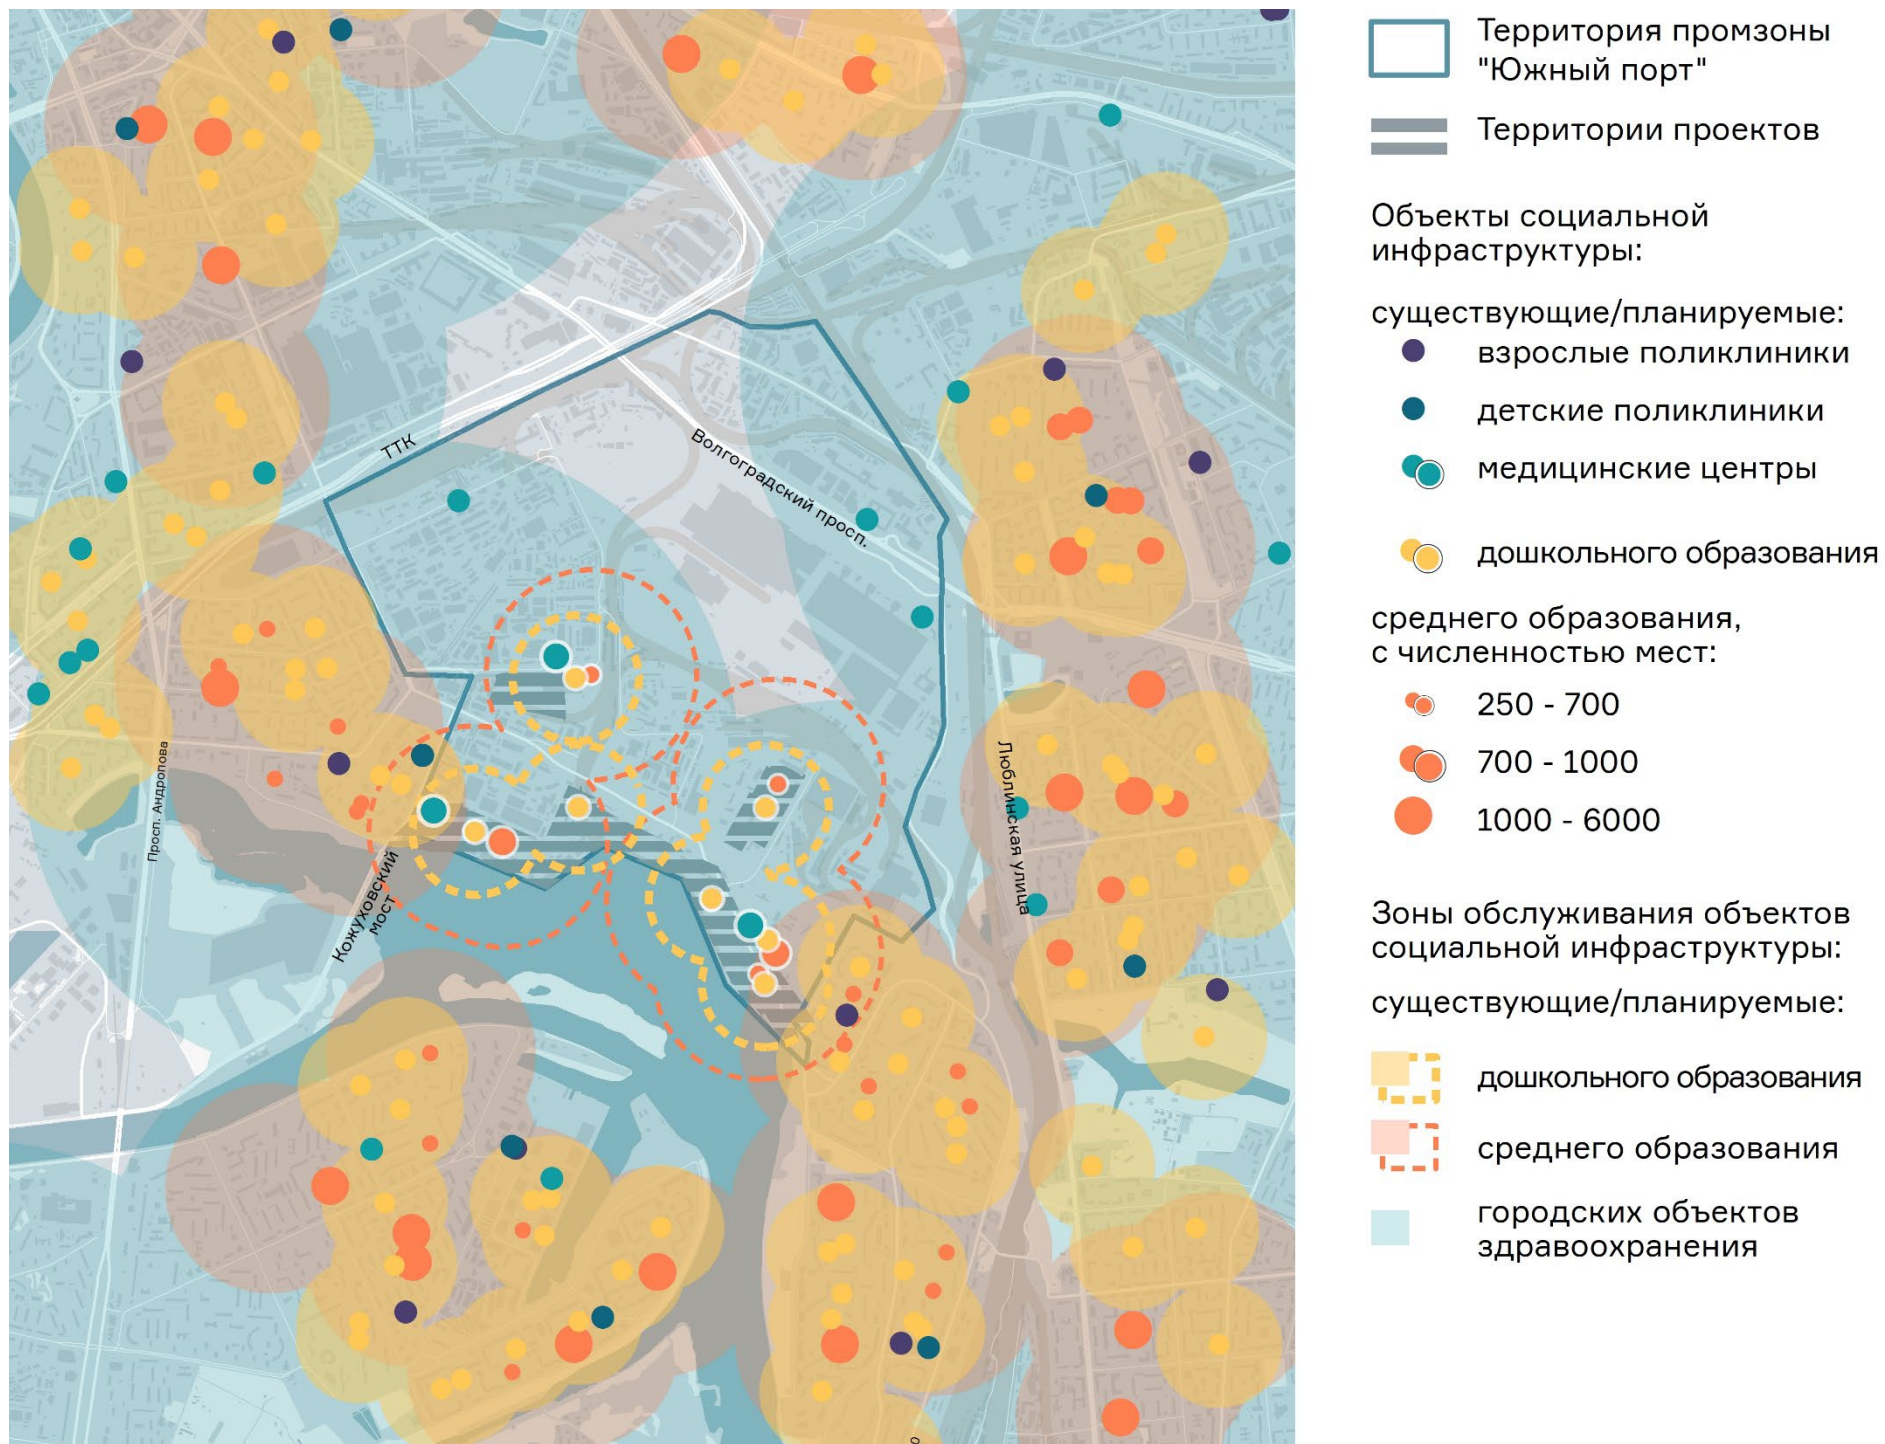 ТТК
Волгоградский просп.
Просп. Андропова
Кожуховский
мост
Люблинская улица
Территория промзоны
"Южный порт"
Территории проектов
Объекты социальной
инфраструктуры:
существующие/планируемые:
взрослые поликлиники
детские поликлиники
медицинские центры
дошкольного образования
среднего образования,
с численностью мест:
250 - 700
700 - 1000
1000 - 6000
Зоны обслуживания объектов
социальной инфраструктуры:
существующие/планируемые:
дошкольного образования
среднего образования
городских объектов
здравоохранения